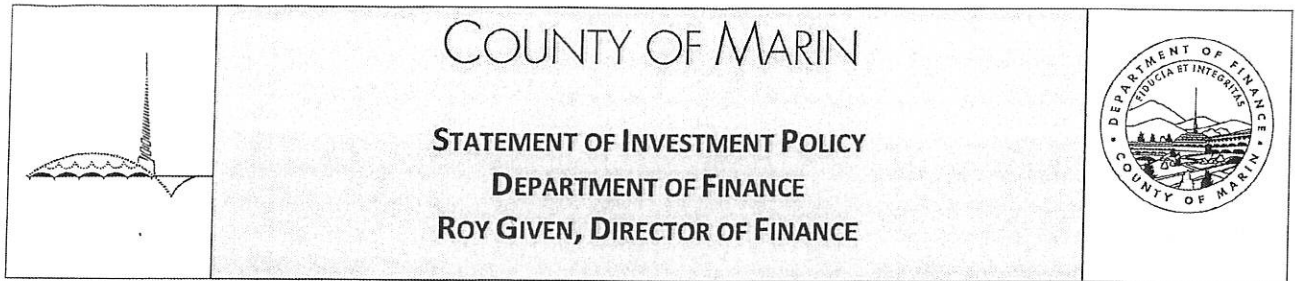 COUNTY OF MARIN
STATEMENT OF INVESTMENT POLICY
DEPARTMENT OF FINANCE
ROY GIVEN, DIRECTOR OF FINANCE
DEPARTMENT OF FINANCE
FIDUCIA ET INTEGRITAS
COUNTY OF MARIN